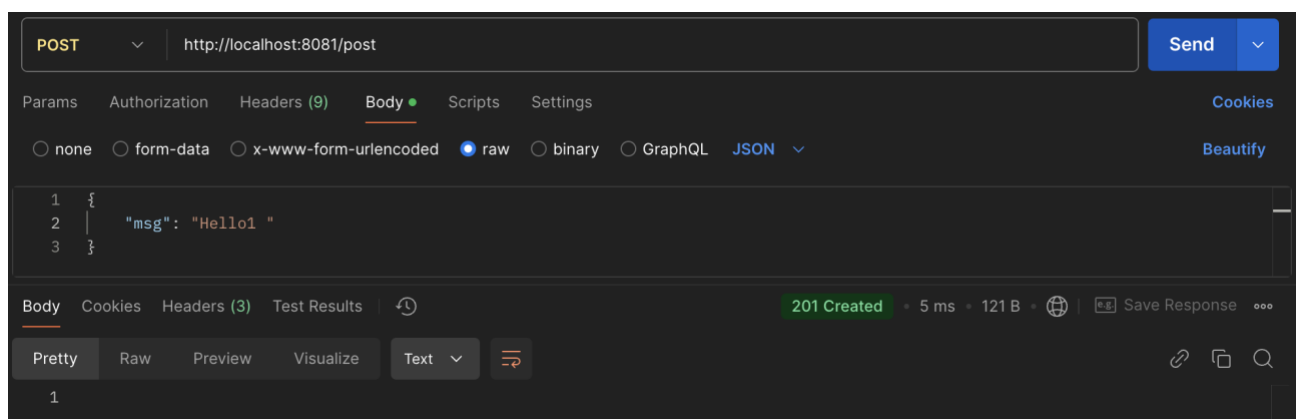 POST http://localhost:8081/post Send
Params Authorization Headers (9) Body Scripts Settings Cookies
none form-data x-www-form-urlencoded raw binary GraphQL JSON Beautify
1 {
2 "msg": "Hello1 "
3 }
Body Cookies Headers (3) Test Results 201 Created 5 ms 121 B e.g. Save Response
Pretty Raw Preview Visualize Text
1